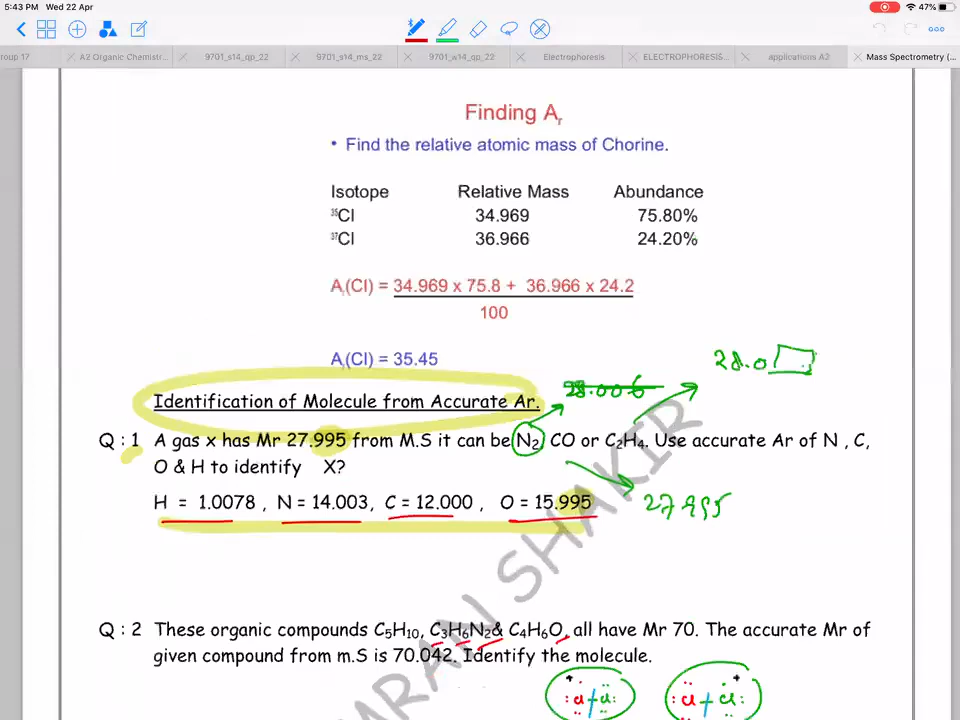 5:43 PM Wed 22 Apr
47%
roup 17
A2 Organic Chemistr...
9701_s14_qp_22
9701_s14_ms_22
9701_w14_qp_22
Electrophoresis
ELECTROPHORESIS...
applications A2
Mass Spectrometry (...
Finding Ar
• Find the relative atomic mass of Chorine.
Isotope Relative Mass Abundance
³⁵Cl 34.969 75.80%
³⁷Cl 36.966 24.20%
Ar(Cl) = 34.969 x 75.8 + 36.966 x 24.2
100
Ar(Cl) = 35.45
28.0
28.006
Identification of Molecule from Accurate Ar.
Q : 1 A gas x has Mr 27.995 from M.S it can be N₂, CO or C₂H₄. Use accurate Ar of N , C,
O & H to identify X?
H = 1.0078 , N = 14.003, C = 12.000 , O = 15.995
27.995
Q : 2 These organic compounds C₅H₁₀, C₃H₆N₂& C₄H₆O, all have Mr 70. The accurate Mr of
given compound from m.S is 70.042. Identify the molecule.
Cl Cl
Cl Cl
MRAN SHAKIR